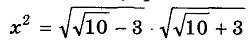 x² = √(√10 − 3) · √(√10 + 3)